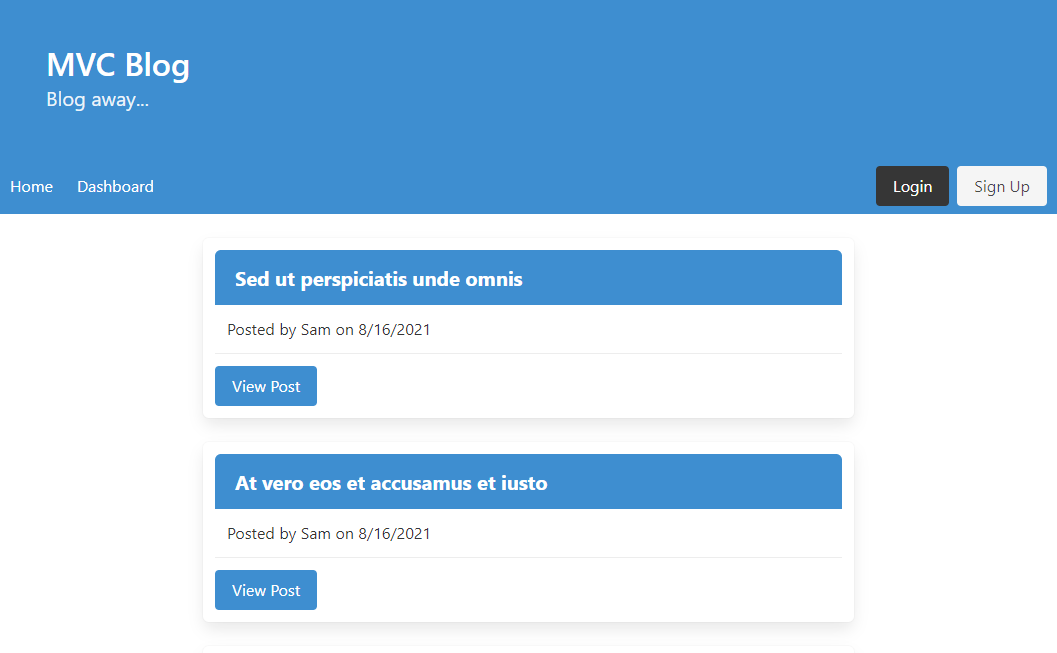 MVC Blog
Blog away...
Home Dashboard Login Sign Up
Sed ut perspiciatis unde omnis
Posted by Sam on 8/16/2021
View Post
At vero eos et accusamus et iusto
Posted by Sam on 8/16/2021
View Post